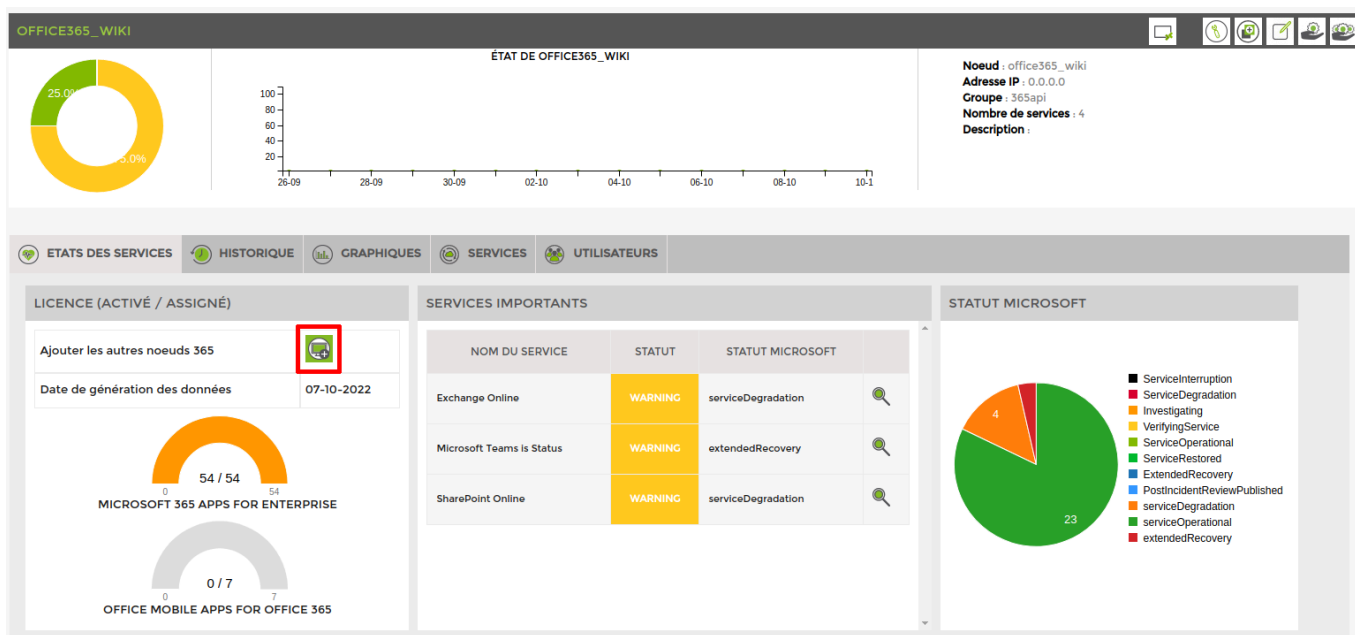 OFFICE365_WIKI
25.0%
ÉTAT DE OFFICE365_WIKI
100
80
60
40
20
26-09 28-09 30-09 02-10 04-10 06-10 08-10 10-1
Noeud : office365_wiki
Adresse IP : 0.0.0.0
Groupe : 365api
Nombre de services : 4
Description :
ETATS DES SERVICES HISTORIQUE GRAPHIQUES SERVICES UTILISATEURS
LICENCE (ACTIVÉ / ASSIGNÉ)
Ajouter les autres noeuds 365
Date de génération des données 07-10-2022
54 / 54
0 54
MICROSOFT 365 APPS FOR ENTERPRISE
0 / 7
0 7
OFFICE MOBILE APPS FOR OFFICE 365
SERVICES IMPORTANTS
NOM DU SERVICE STATUT STATUT MICROSOFT
Exchange Online WARNING serviceDegradation
Microsoft Teams is Status WARNING extendedRecovery
SharePoint Online WARNING serviceDegradation
STATUT MICROSOFT
4
23
ServiceInterruption
ServiceDegradation
Investigating
VerifyingService
ServiceOperational
ServiceRestored
ExtendedRecovery
PostIncidentReviewPublished
serviceDegradation
serviceOperational
extendedRecovery